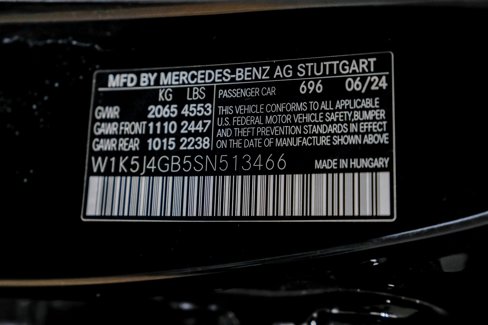 MFD BY MERCEDES-BENZ AG STUTTGART
KG LBS PASSENGER CAR 696 06/24
GVWR 2065 4553 THIS VEHICLE CONFORMS TO ALL APPLICABLE
GAWR FRONT 1110 2447 U.S. FEDERAL MOTOR VEHICLE SAFETY,BUMPER
AND THEFT PREVENTION STANDARDS IN EFFECT
GAWR REAR 1015 2238 ON THE DATE OF MANUFACTURE SHOWN ABOVE
W1K5J4GB5SN513466 MADE IN HUNGARY